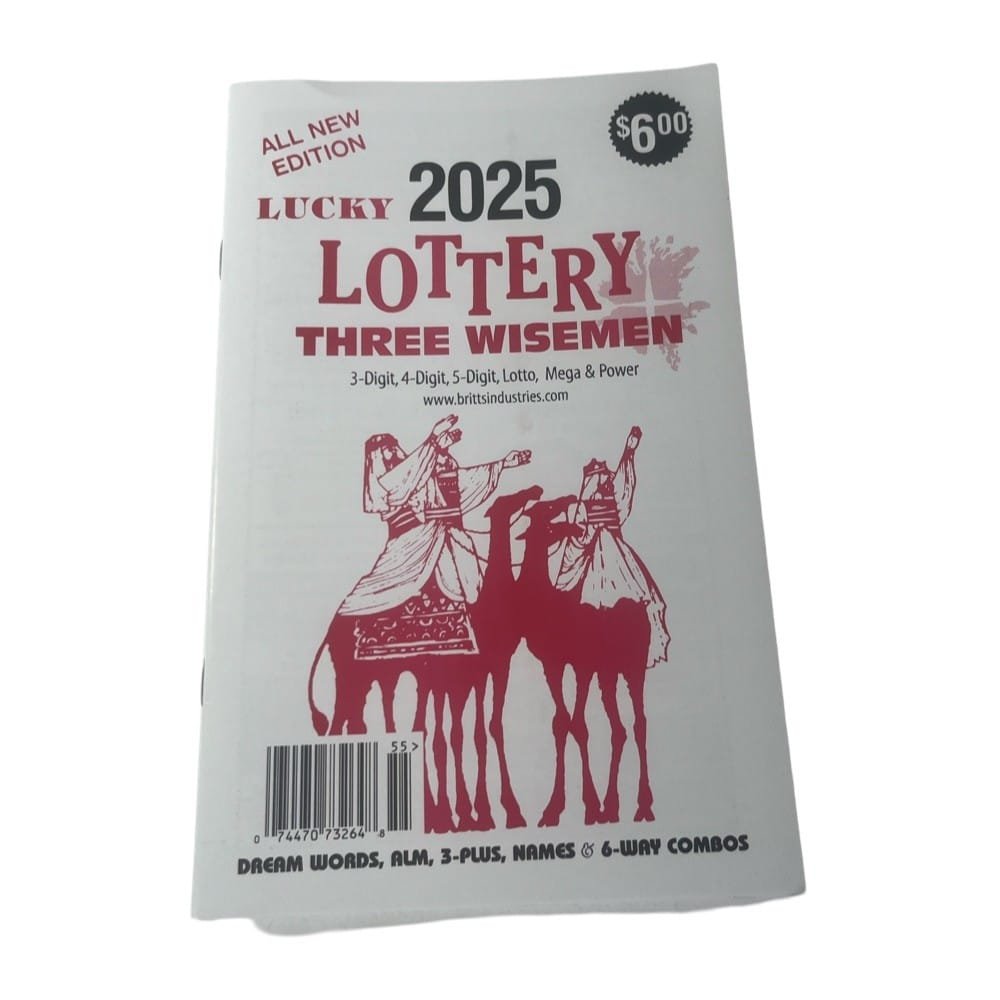 ALL NEW
EDITION
$6.00
LUCKY 2025
LOTTERY
THREE WISEMEN
3-Digit, 4-Digit, 5-Digit, Lotto, Mega & Power
www.brittsindustries.com
55>
0 74470 73264 8
DREAM WORDS, ALM, 3-PLUS, NAMES & 6-WAY COMBOS